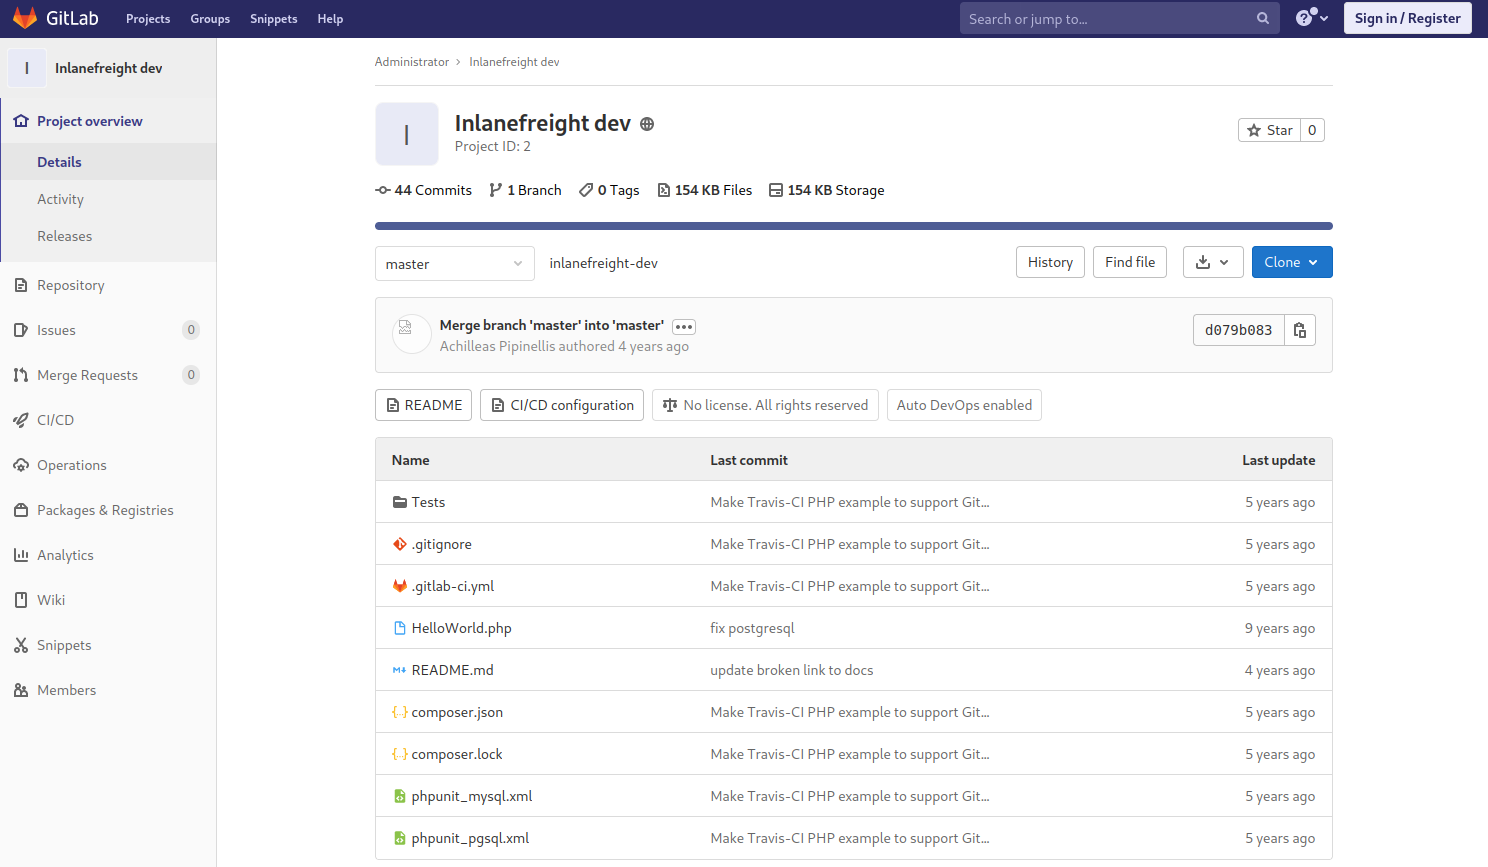 GitLab Projects Groups Snippets Help Search or jump to... Sign in / Register
I Inlanefreight dev
Project overview
Details
Activity
Releases
Repository
Issues 0
Merge Requests 0
CI/CD
Operations
Packages & Registries
Analytics
Wiki
Snippets
Members
Administrator > Inlanefreight dev
I
Inlanefreight dev
Project ID: 2
Star 0
44 Commits 1 Branch 0 Tags 154 KB Files 154 KB Storage
master inlanefreight-dev History Find file Clone
Merge branch 'master' into 'master' •••
Achilleas Pipinellis authored 4 years ago
d079b083
README CI/CD configuration No license. All rights reserved Auto DevOps enabled
Name Last commit Last update
Tests Make Travis-CI PHP example to support Git... 5 years ago
.gitignore Make Travis-CI PHP example to support Git... 5 years ago
.gitlab-ci.yml Make Travis-CI PHP example to support Git... 5 years ago
HelloWorld.php fix postgresql 9 years ago
README.md update broken link to docs 4 years ago
composer.json Make Travis-CI PHP example to support Git... 5 years ago
composer.lock Make Travis-CI PHP example to support Git... 5 years ago
phpunit_mysql.xml Make Travis-CI PHP example to support Git... 5 years ago
phpunit_pgsql.xml Make Travis-CI PHP example to support Git... 5 years ago